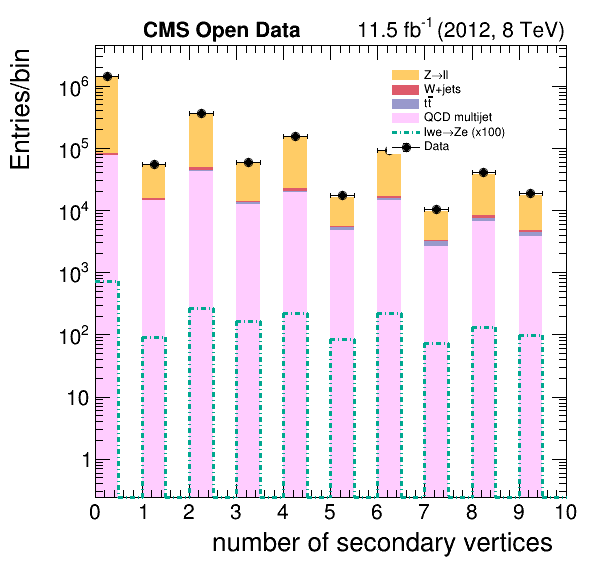 CMS Open Data 11.5 fb⁻¹ (2012, 8 TeV)
Entries/bin
Z→ll
W+jets
tt̄
QCD multijet
lwe→Ze (x100)
Data
10⁶
10⁵
10⁴
10³
10²
10
1
0 1 2 3 4 5 6 7 8 9 10
number of secondary vertices